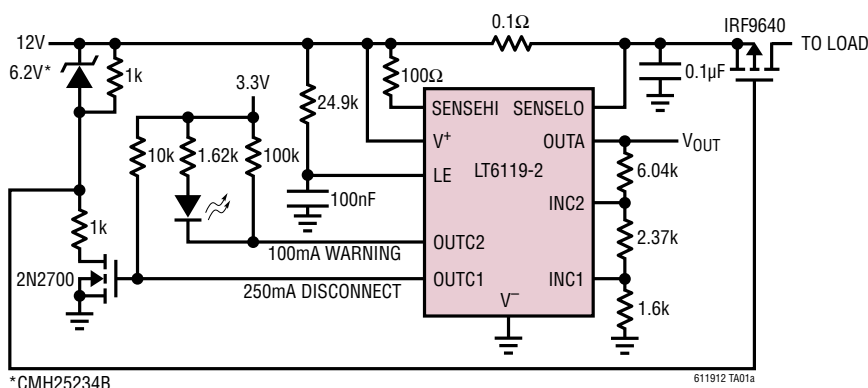 0.1Ω
IRF9640
12V
TO LOAD
6.2V*
1k
100Ω
0.1µF
3.3V
24.9k
SENSEHI SENSELO
V+
OUTA
VOUT
10k
1.62k
100k
LE
LT6119-2
6.04k
100nF
INC2
1k
2.37k
OUTC2
100mA WARNING
2N2700
OUTC1
INC1
250mA DISCONNECT
V–
1.6k
*CMH25234B
611912 TA01a